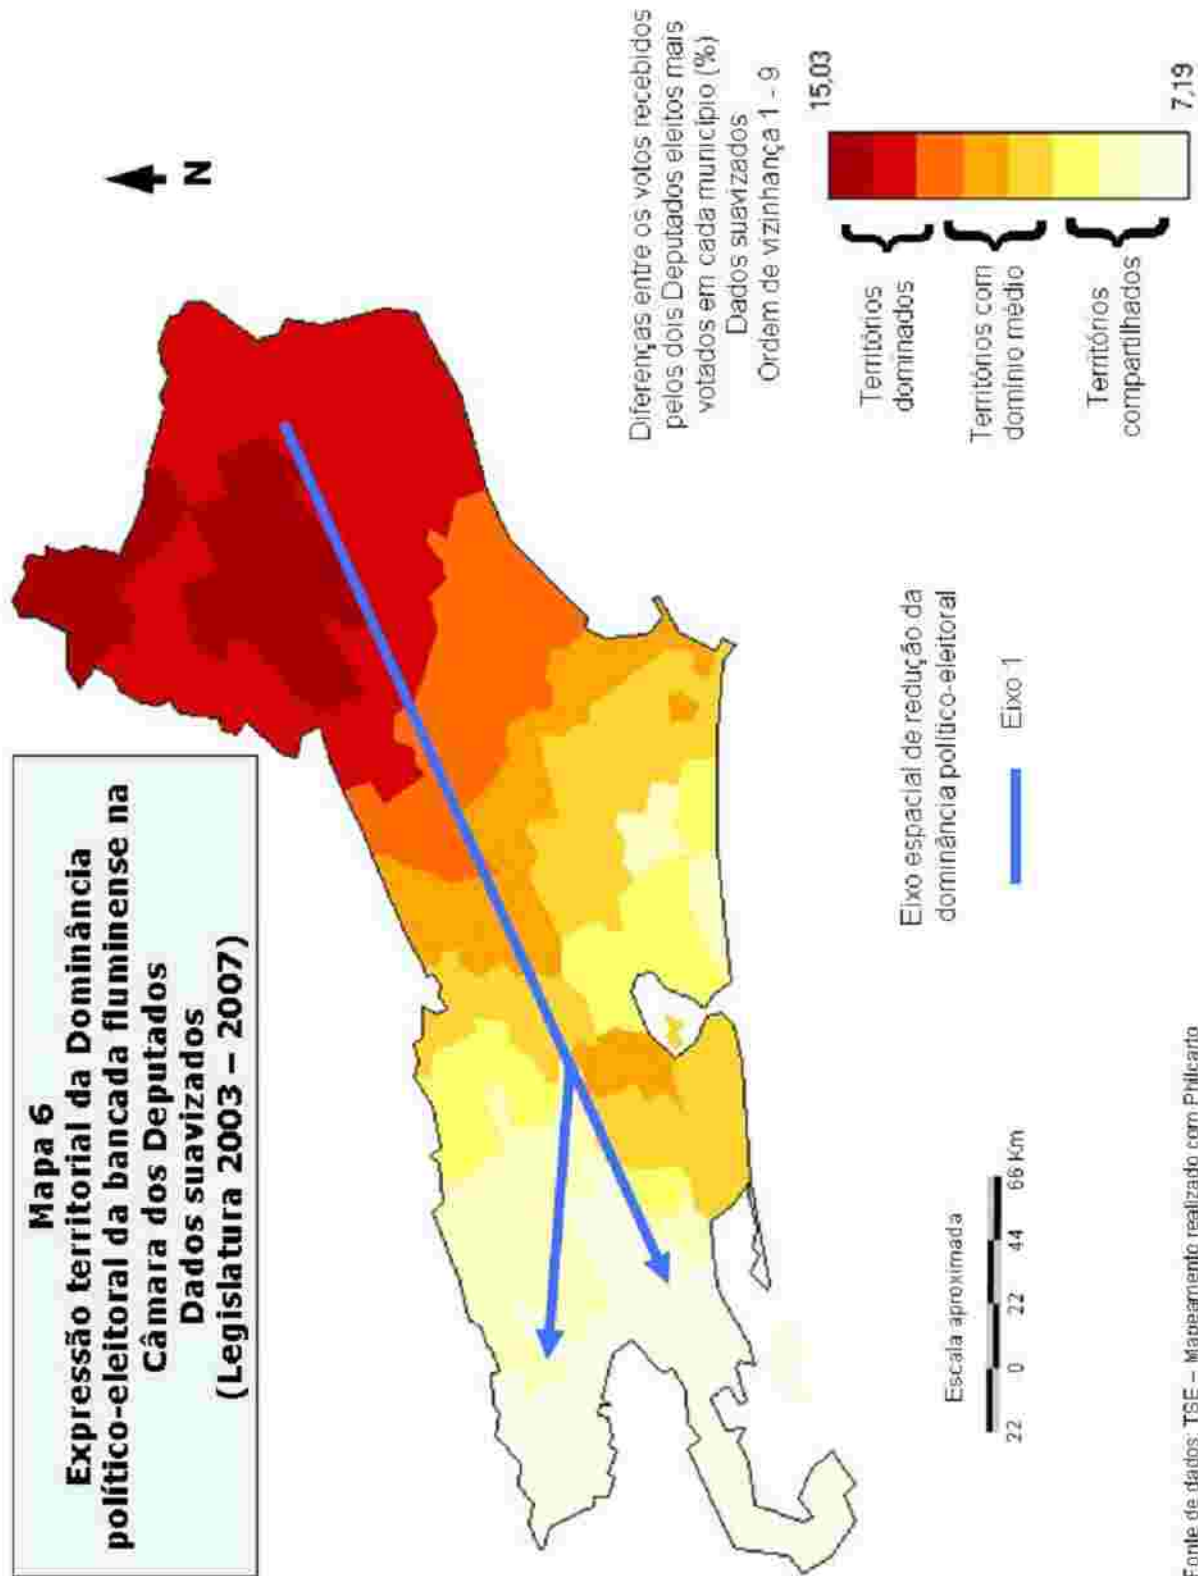 Mapa 6
Expressão territorial da Dominância
político-eleitoral da bancada fluminense na
Câmara dos Deputados
Dados suavizados
(Legislatura 2003 – 2007)
N
Diferenças entre os votos recebidos
pelos dois Deputados eleitos mais
votados em cada município (%)
Dados suavizados
Ordem de vizinhança 1 - 9
15,03
7,19
Territórios
dominados
Territórios com
domínio médio
Territórios
compartilhados
Eixo espacial de redução da
dominância político-eleitoral
Eixo 1
Escala aproximada
22 0 22 44 66 Km
Fonte de dados: TSE – Mapeamento realizado com Philcarto